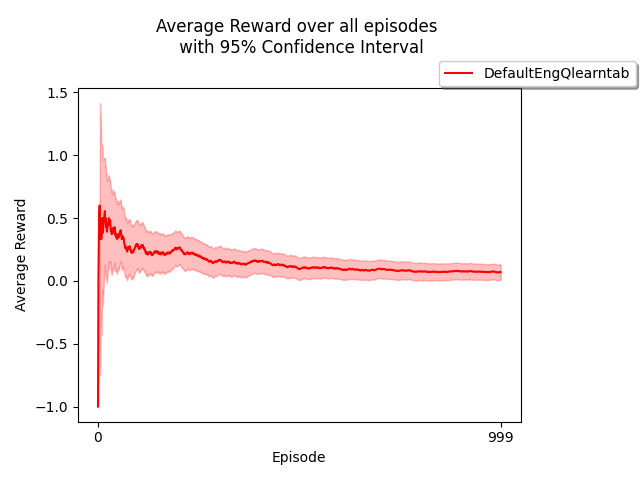 Average Reward over all episodes
with 95% Confidence Interval
DefaultEngQlearntab
1.5
1.0
0.5
0.0
−0.5
−1.0
Average Reward
0
999
Episode